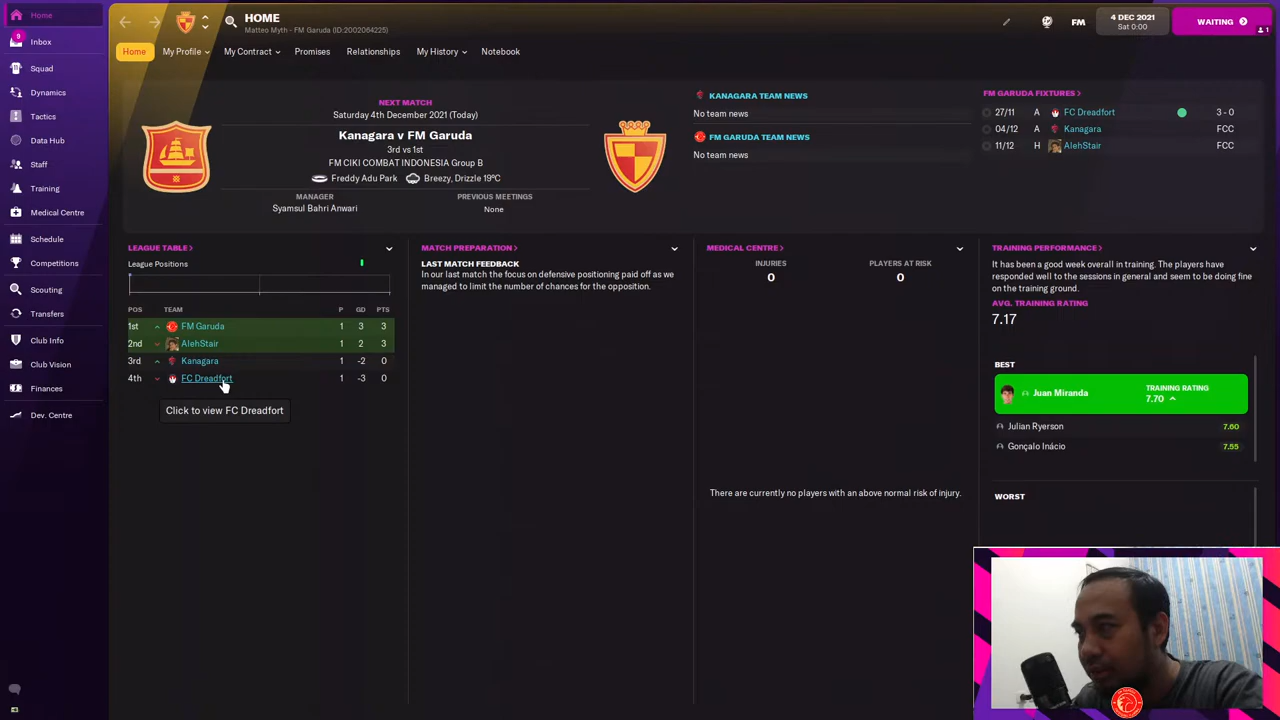 Home
9
Inbox
Squad
Dynamics
Tactics
Data Hub
Staff
Training
Medical Centre
Schedule
Competitions
Scouting
Transfers
Club Info
Club Vision
Finances
Dev. Centre
HOME
Matteo Myth - FM Garuda (ID:2002064225)
FM
4 DEC 2021
Sat 0:00
WAITING
1
Home
My Profile
My Contract
Promises
Relationships
My History
Notebook
NEXT MATCH
Saturday 4th December 2021 (Today)
Kanagara v FM Garuda
3rd vs 1st
FM CIKI COMBAT INDONESIA Group B
Freddy Adu Park Breezy, Drizzle 19°C
MANAGER
Syamsul Bahri Anwari
PREVIOUS MEETINGS
None
KANAGARA TEAM NEWS
No team news
FM GARUDA TEAM NEWS
No team news
FM GARUDA FIXTURES >
27/11 A FC Dreadfort 3 - 0
04/12 A Kanagara FCC
11/12 H AlehStair FCC
LEAGUE TABLE >
League Positions
POS TEAM P GD PTS
1st FM Garuda 1 3 3
2nd AlehStair 1 2 3
3rd Kanagara 1 -2 0
4th FC Dreadfort 1 -3 0
Click to view FC Dreadfort
MATCH PREPARATION >
LAST MATCH FEEDBACK
In our last match the focus on defensive positioning paid off as we
managed to limit the number of chances for the opposition.
MEDICAL CENTRE >
INJURIES PLAYERS AT RISK
0 0
There are currently no players with an above normal risk of injury.
TRAINING PERFORMANCE >
It has been a good week overall in training. The players have
responded well to the sessions in general and seem to be doing fine
on the training ground.
AVG. TRAINING RATING
7.17
BEST
Juan Miranda
TRAINING RATING
7.70
Julian Ryerson 7.60
Gonçalo Inácio 7.55
WORST